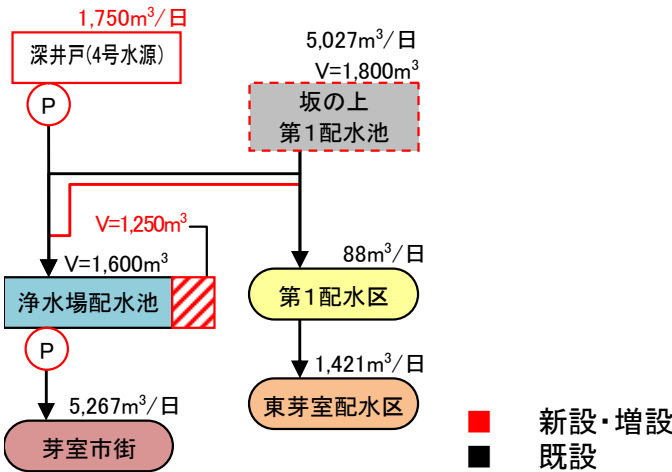 1,750m³/日
深井戸(4号水源)
P
5,027m³/日
V=1,800m³
坂の上
第1配水池
V=1,250m³
V=1,600m³
浄水場配水池
P
5,267m³/日
芽室市街
88m³/日
第1配水区
1,421m³/日
東芽室配水区
新設・増設
既設